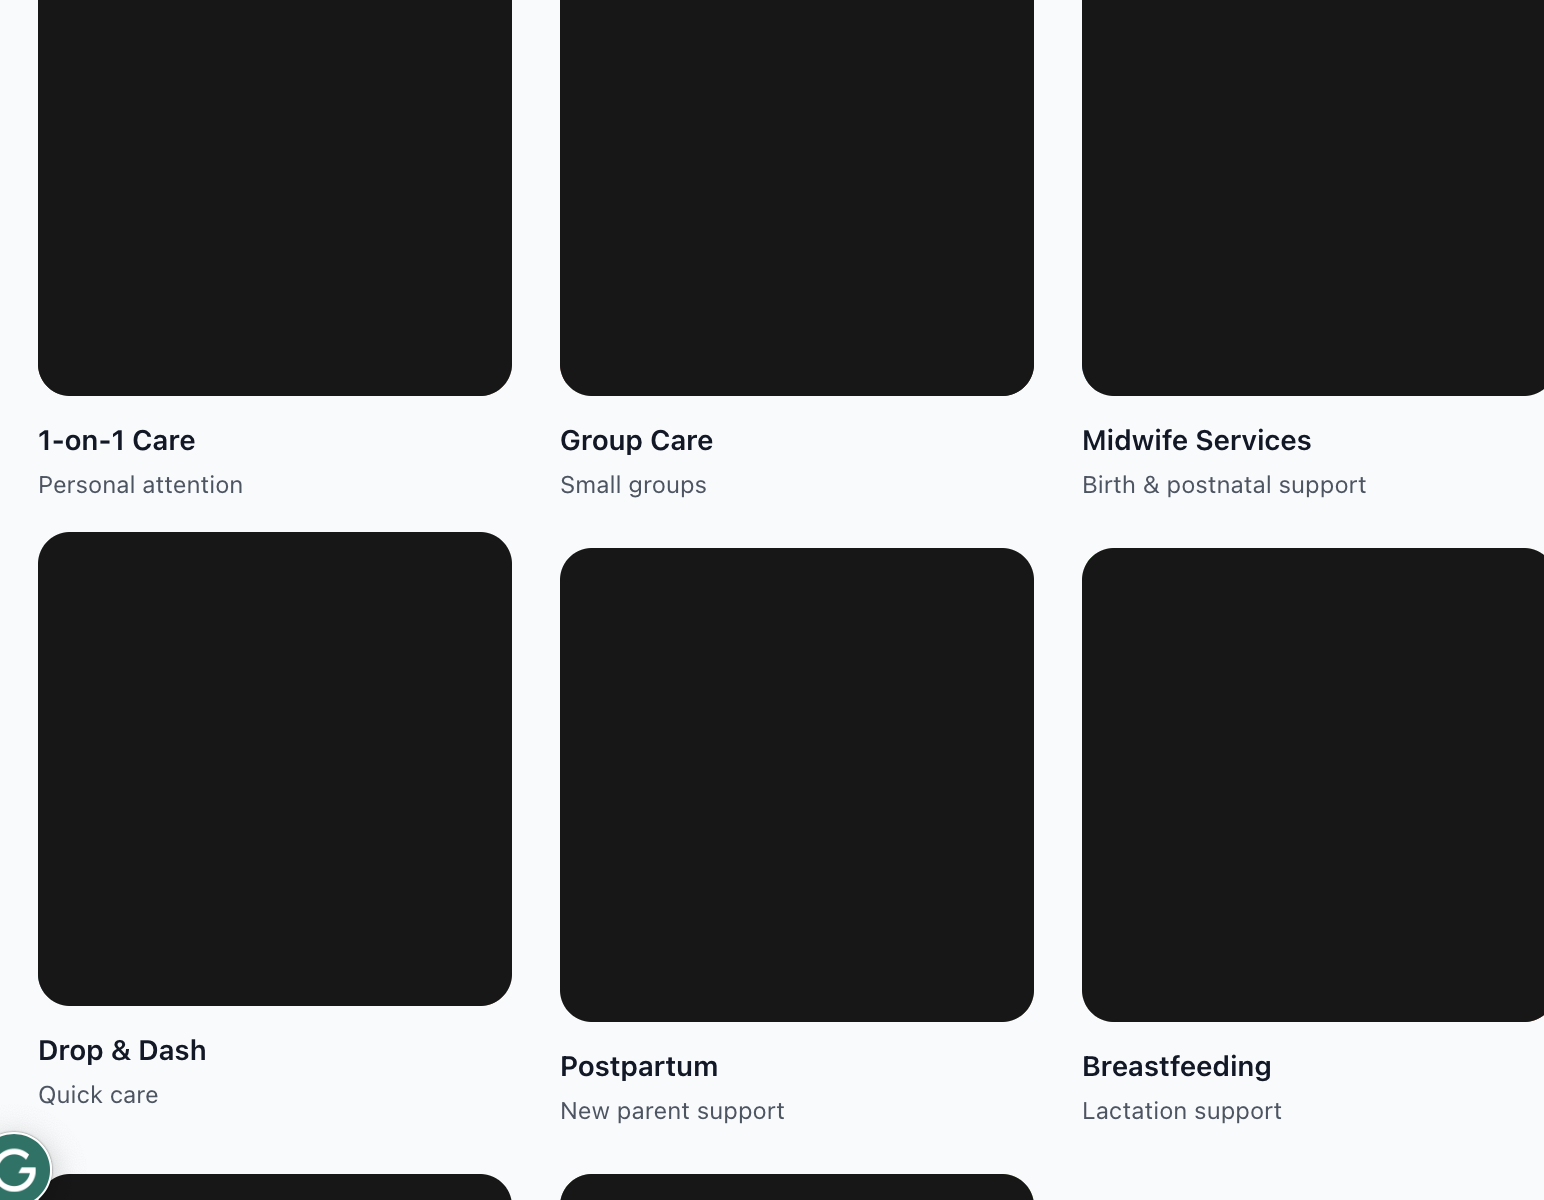 1-on-1 Care
Personal attention
Group Care
Small groups
Midwife Services
Birth & postnatal support
Drop & Dash
Quick care
Postpartum
New parent support
Breastfeeding
Lactation support
G